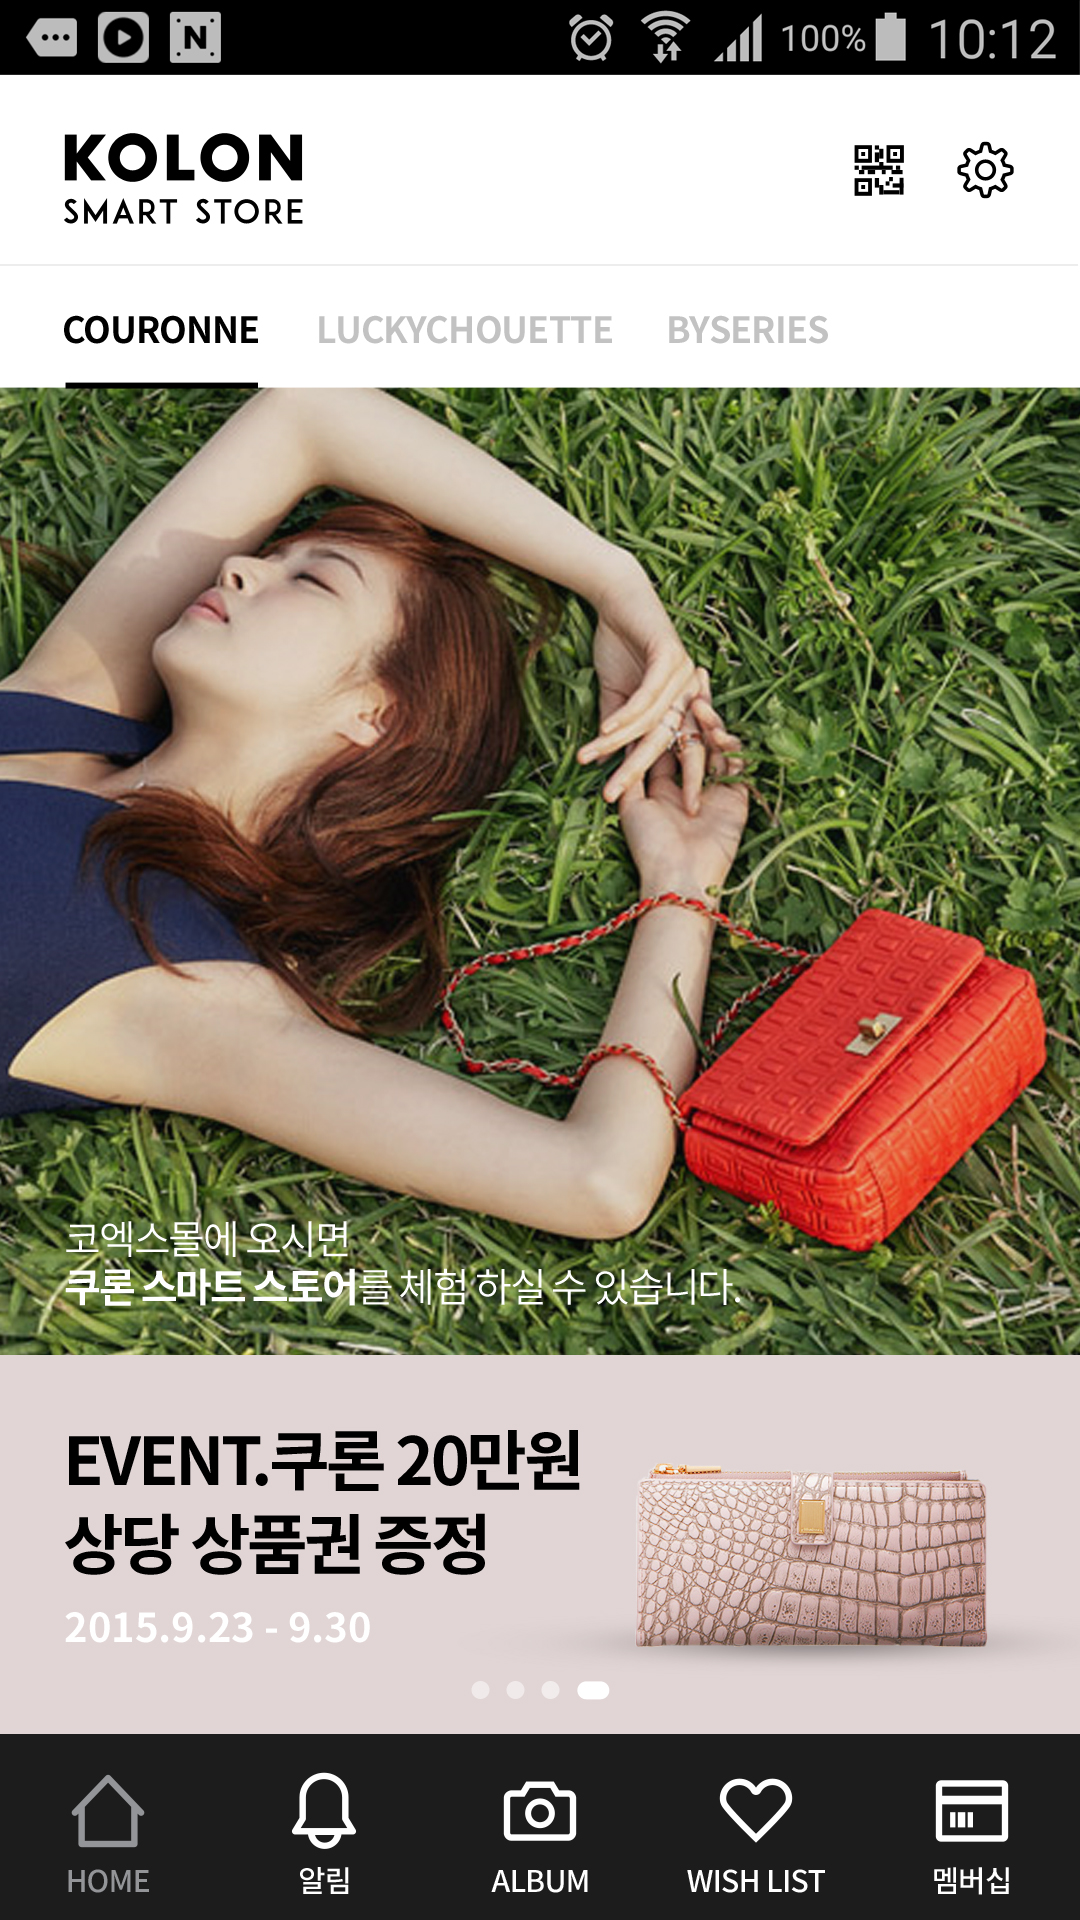 N
100%
10:12
KOLON
SMART STORE
COURONNE
LUCKYCHOUETTE
BYSERIES
코엑스몰에 오시면
쿠론 스마트 스토어를 체험 하실 수 있습니다.
EVENT.쿠론 20만원
상당 상품권 증정
2015.9.23 - 9.30
HOME
알림
ALBUM
WISH LIST
멤버십